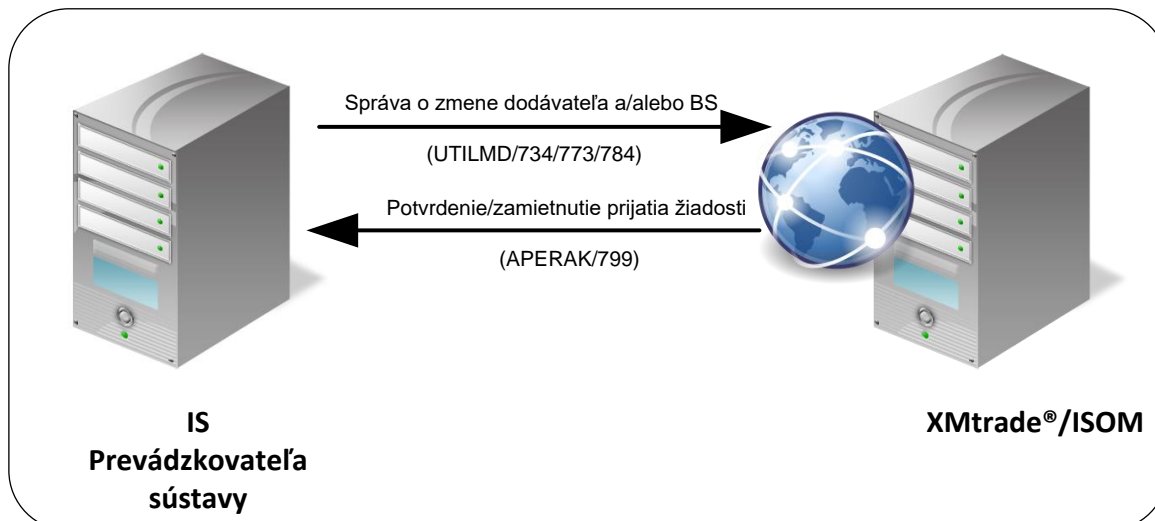 Správa o zmene dodávateľa a/alebo BS
(UTILMD/734/773/784)
Potvrdenie/zamietnutie prijatia žiadosti
(APERAK/799)
IS
Prevádzkovateľa
sústavy
XMtrade®/ISOM